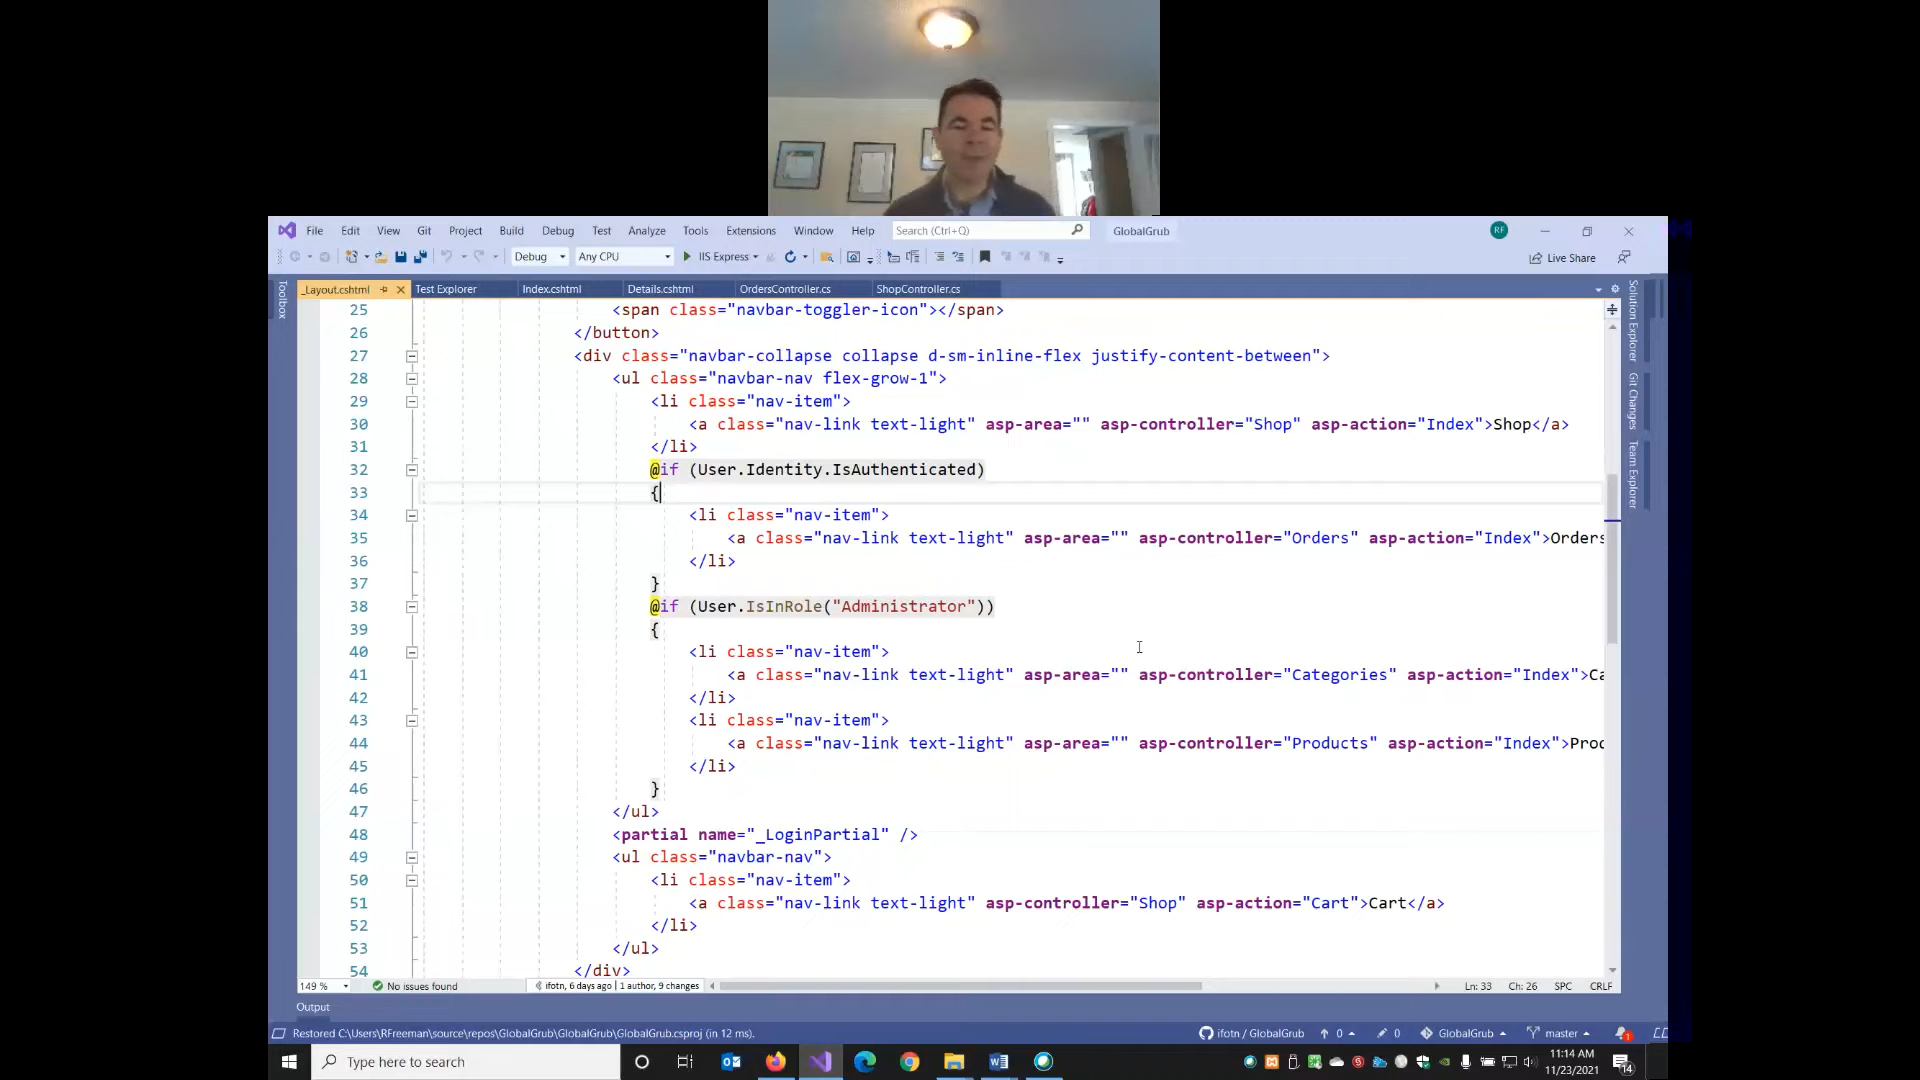 File Edit View Git Project Build Debug Test Analyze Tools Extensions Window Help Search (Ctrl+Q) GlobalGrub RF
Debug Any CPU IIS Express Live Share
_Layout.cshtml Test Explorer Index.cshtml Details.cshtml OrdersController.cs ShopController.cs
Toolbox
Solution Explorer
Git Changes
Team Explorer
25 <span class="navbar-toggler-icon"></span>
26 </button>
27 <div class="navbar-collapse collapse d-sm-inline-flex justify-content-between">
28 <ul class="navbar-nav flex-grow-1">
29 <li class="nav-item">
30 <a class="nav-link text-light" asp-area="" asp-controller="Shop" asp-action="Index">Shop</a>
31 </li>
32 @if (User.Identity.IsAuthenticated)
33 {
34 <li class="nav-item">
35 <a class="nav-link text-light" asp-area="" asp-controller="Orders" asp-action="Index">Orders
36 </li>
37 }
38 @if (User.IsInRole("Administrator"))
39 {
40 <li class="nav-item">
41 <a class="nav-link text-light" asp-area="" asp-controller="Categories" asp-action="Index">Ca
42 </li>
43 <li class="nav-item">
44 <a class="nav-link text-light" asp-area="" asp-controller="Products" asp-action="Index">Proc
45 </li>
46 }
47 </ul>
48 <partial name="_LoginPartial" />
49 <ul class="navbar-nav">
50 <li class="nav-item">
51 <a class="nav-link text-light" asp-controller="Shop" asp-action="Cart">Cart</a>
52 </li>
53 </ul>
54 </div>
149 % No issues found ifotn, 6 days ago | 1 author, 9 changes Ln: 33 Ch: 26 SPC CRLF
Output
Restored C:\Users\RFreeman\source\repos\GlobalGrub\GlobalGrub\GlobalGrub.csproj (in 12 ms). ifotn / GlobalGrub 0 0 GlobalGrub master 1
Type here to search 11:14 AM
11/23/2021 14